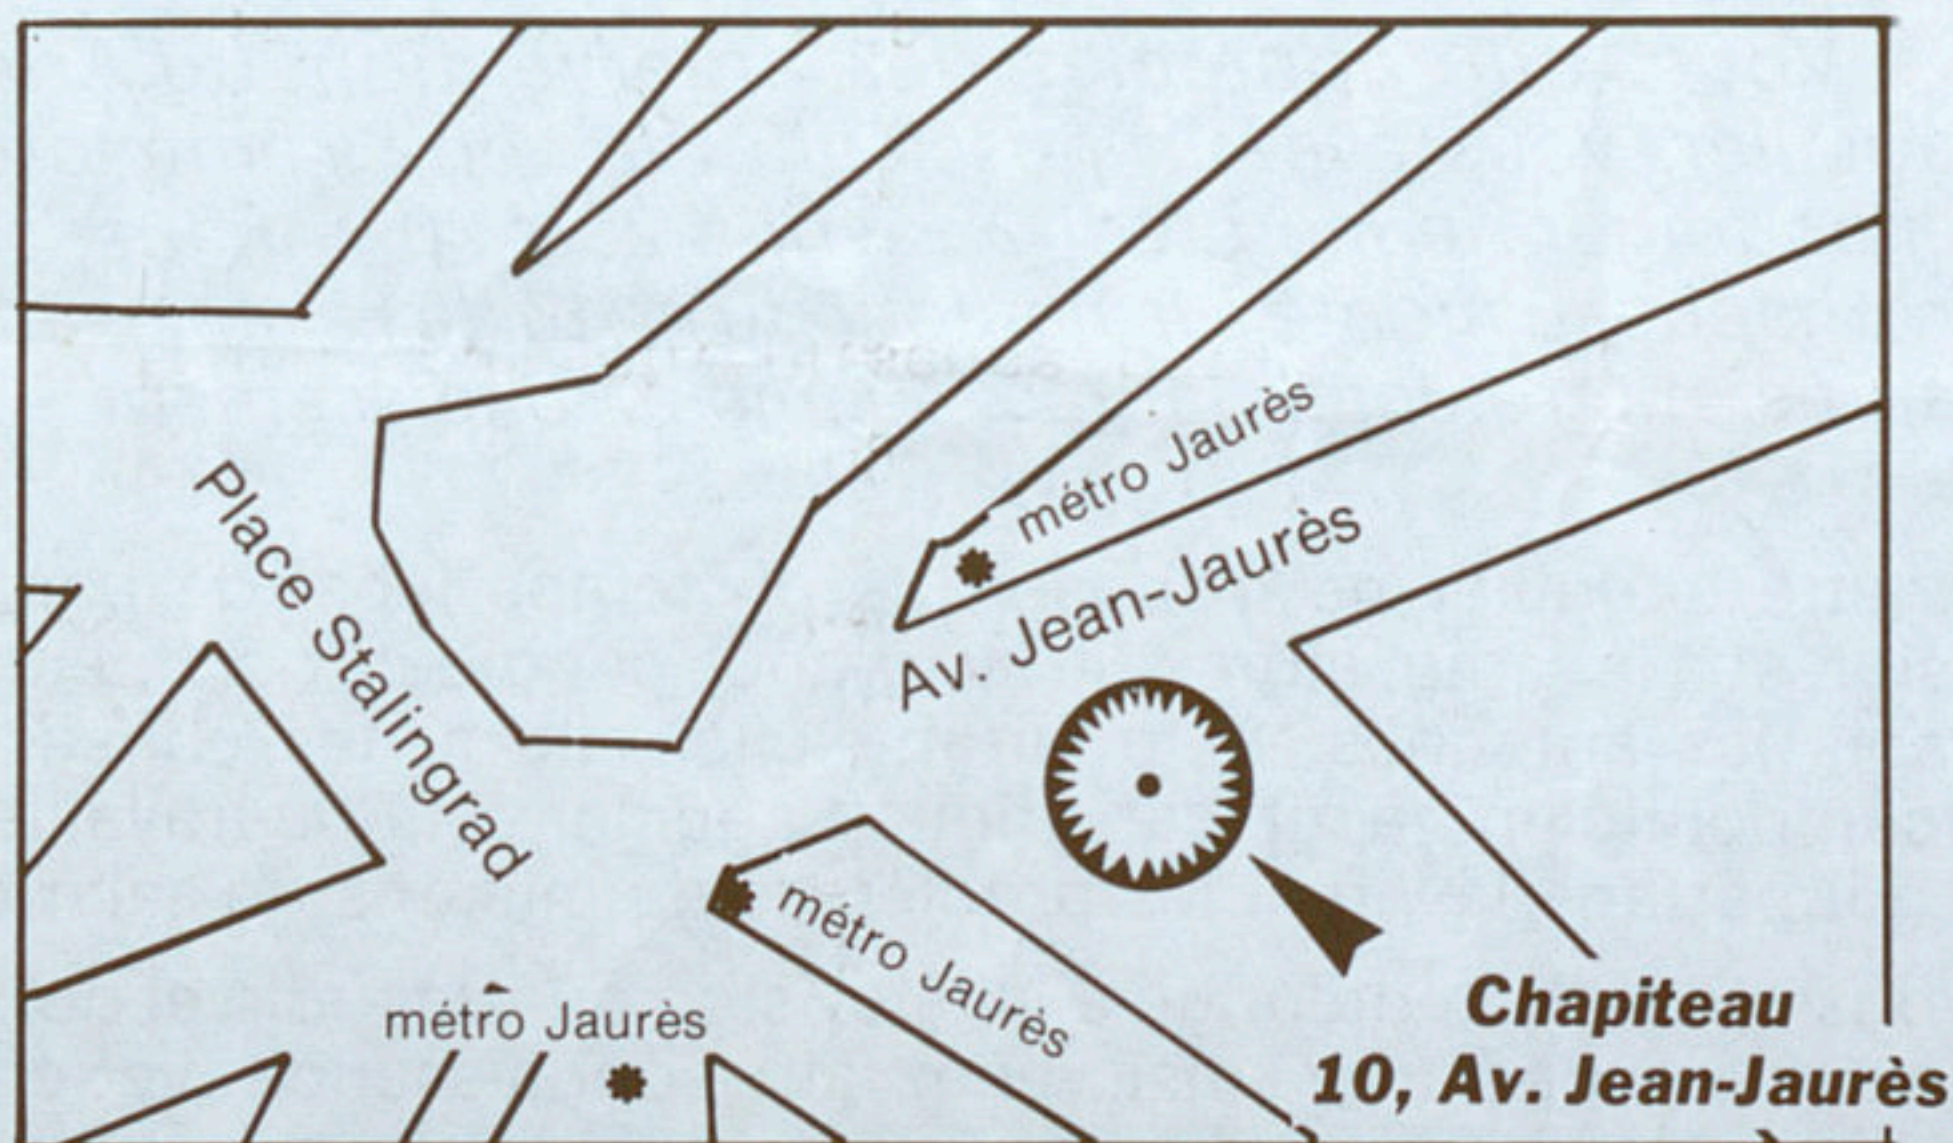 métro Jaurès
Place Stalingrad
Av. Jean-Jaurès
métro Jaurès
métro Jaurès
Chapiteau
10, Av. Jean-Jaurès